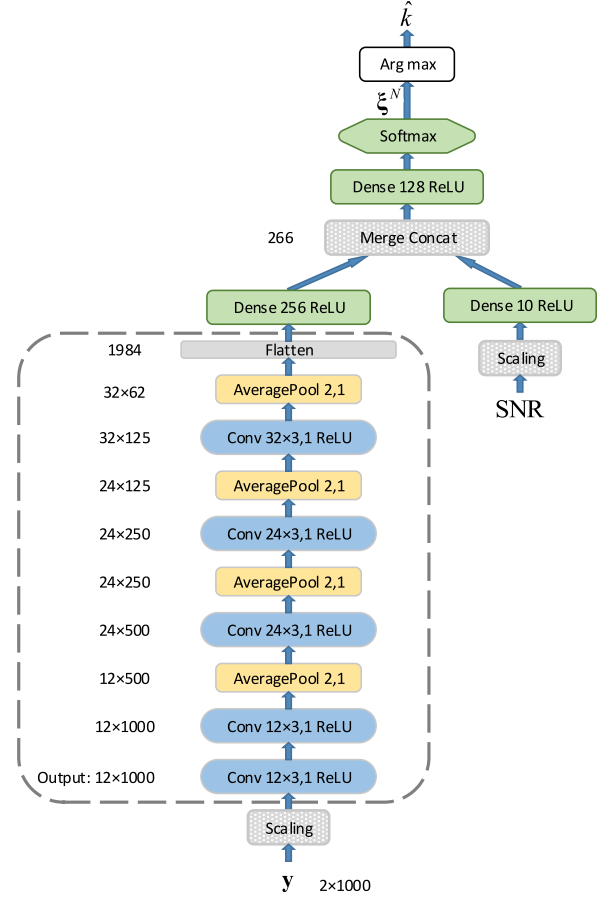 k̂
Arg max
ξᴺ
Softmax
Dense 128 ReLU
266 Merge Concat
Dense 256 ReLU Dense 10 ReLU
1984 Flatten Scaling
32×62 AveragePool 2,1
SNR
32×125 Conv 32×3,1 ReLU
24×125 AveragePool 2,1
24×250 Conv 24×3,1 ReLU
24×250 AveragePool 2,1
24×500 Conv 24×3,1 ReLU
12×500 AveragePool 2,1
12×1000 Conv 12×3,1 ReLU
Output: 12×1000 Conv 12×3,1 ReLU
Scaling
y 2×1000